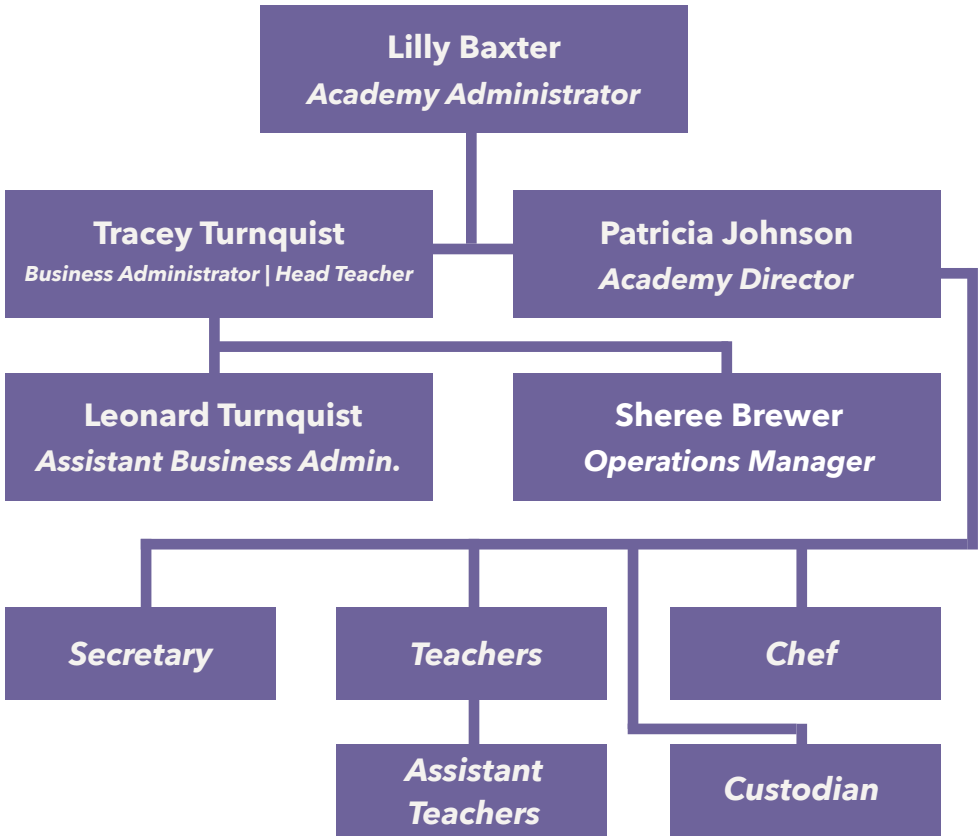 Lilly Baxter
Academy Administrator
Tracey Turnquist
Business Administrator | Head Teacher
Patricia Johnson
Academy Director
Leonard Turnquist
Assistant Business Admin.
Sheree Brewer
Operations Manager
Secretary
Teachers
Chef
Assistant
Teachers
Custodian